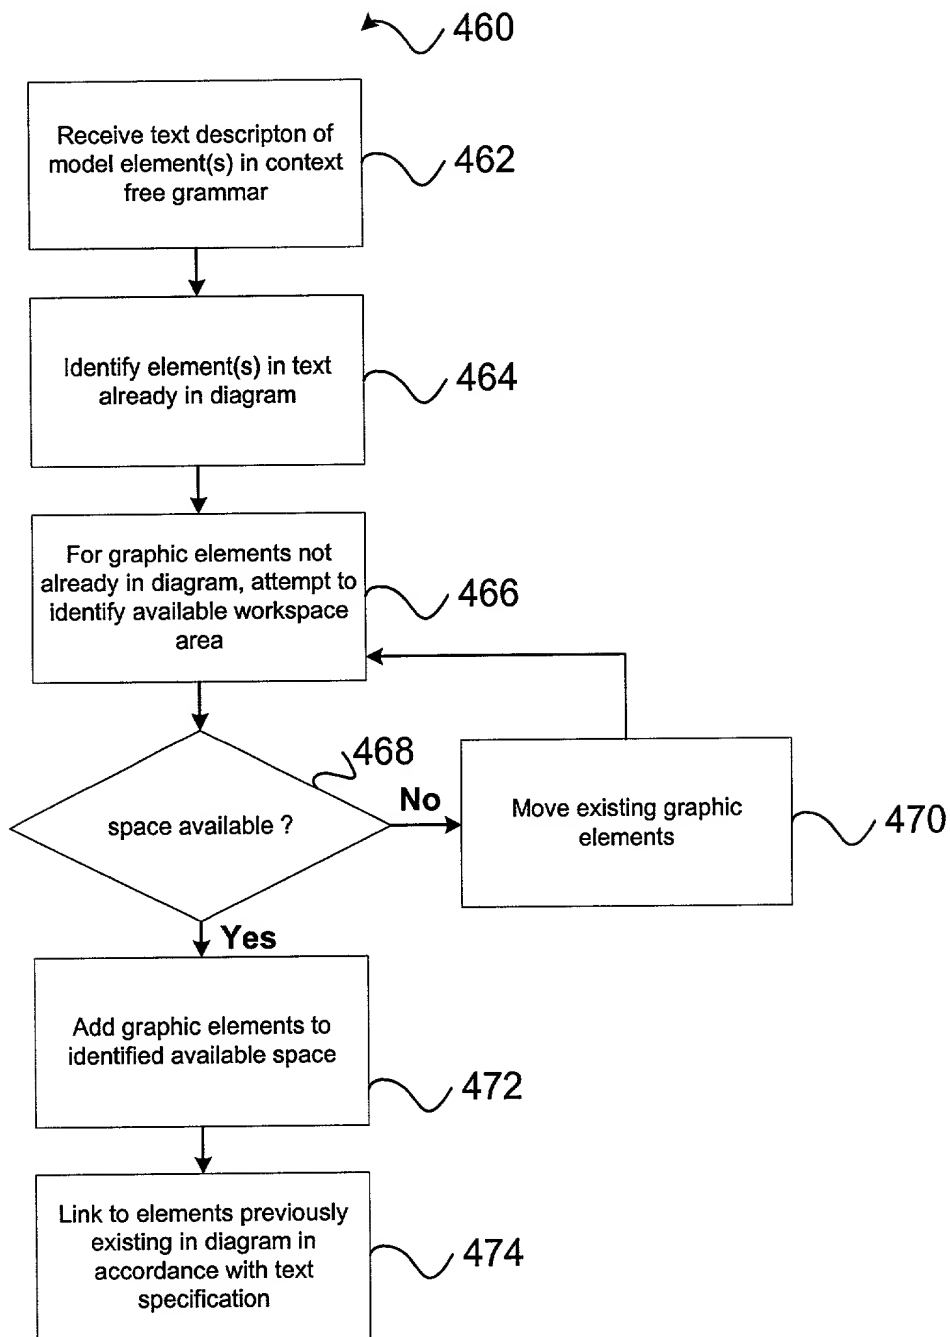 460
Receive text descripton of
model element(s) in context
free grammar
462
Identify element(s) in text
already in diagram
464
For graphic elements not
already in diagram, attempt to
identify available workspace
area
466
space available ?
468
No
Move existing graphic
elements
470
Yes
Add graphic elements to
identified available space
472
Link to elements previously
existing in diagram in
accordance with text
specification
474